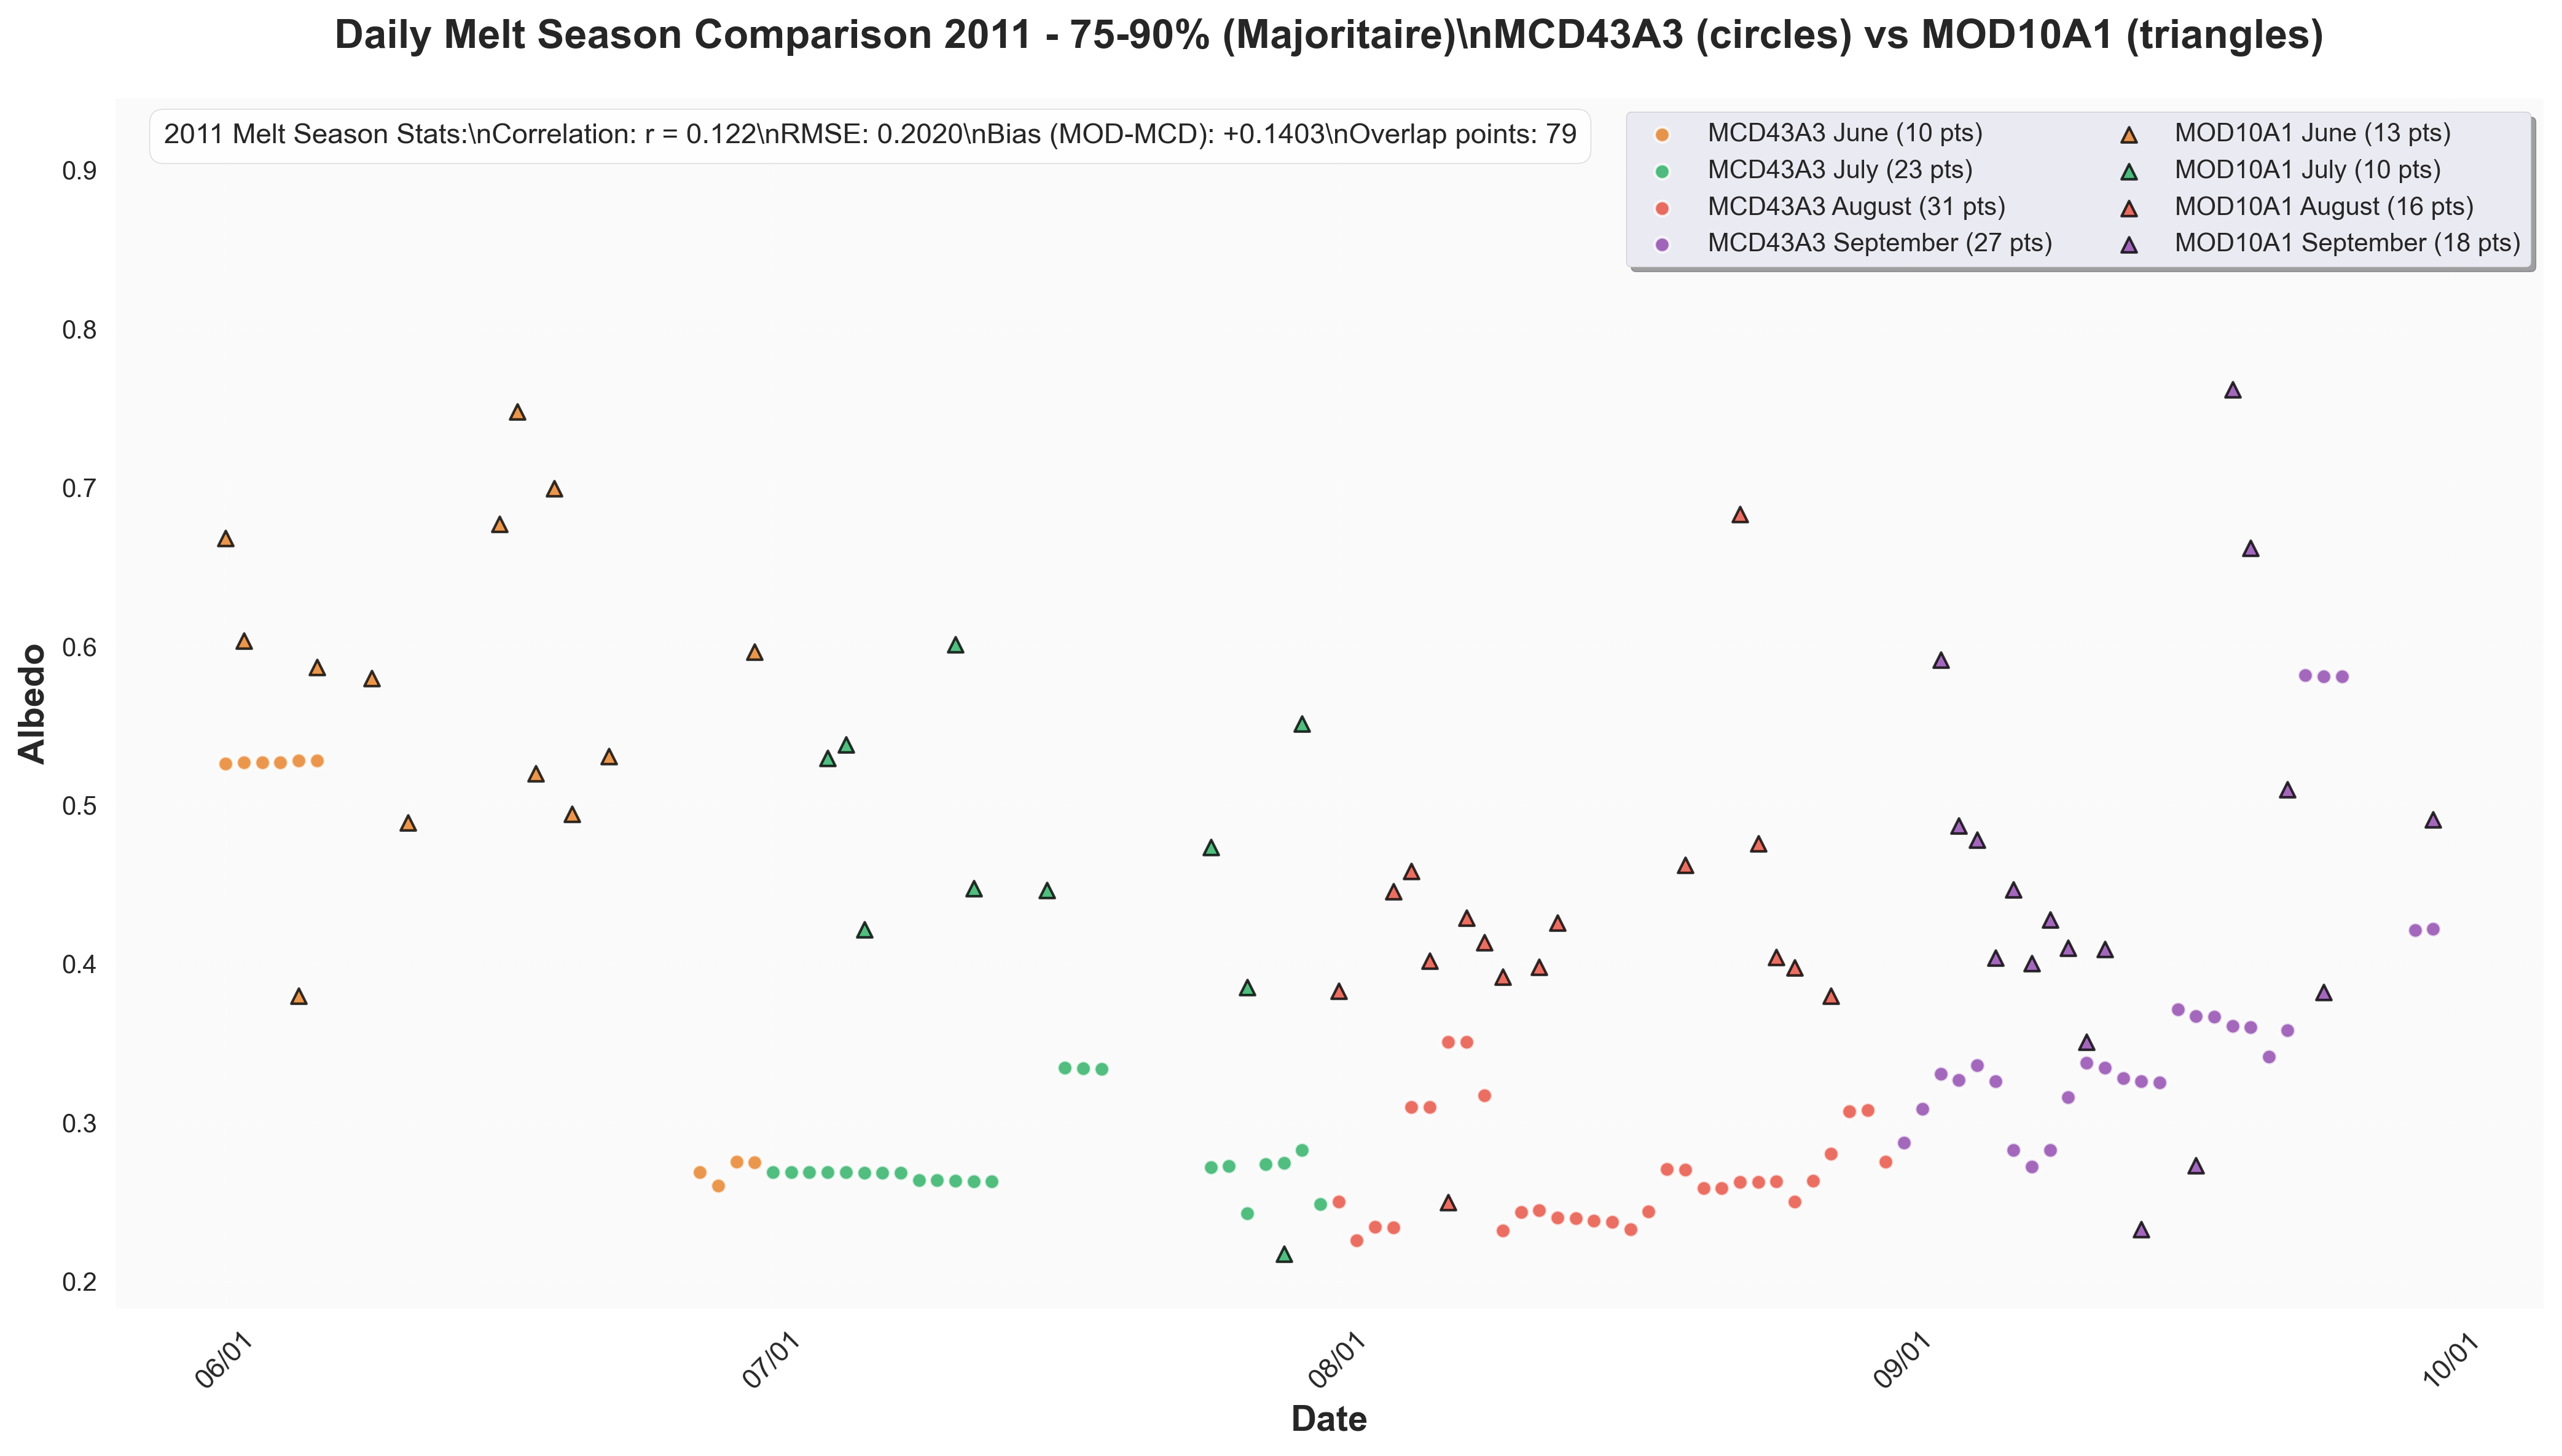 Daily Melt Season Comparison 2011 - 75-90% (Majoritaire)\nMCD43A3 (circles) vs MOD10A1 (triangles)
2011 Melt Season Stats:\nCorrelation: r = 0.122\nRMSE: 0.2020\nBias (MOD-MCD): +0.1403\nOverlap points: 79
MCD43A3 June (10 pts)
MCD43A3 July (23 pts)
MCD43A3 August (31 pts)
MCD43A3 September (27 pts)
MOD10A1 June (13 pts)
MOD10A1 July (10 pts)
MOD10A1 August (16 pts)
MOD10A1 September (18 pts)
Albedo
0.9
0.8
0.7
0.6
0.5
0.4
0.3
0.2
06/01
07/01
08/01
09/01
10/01
Date